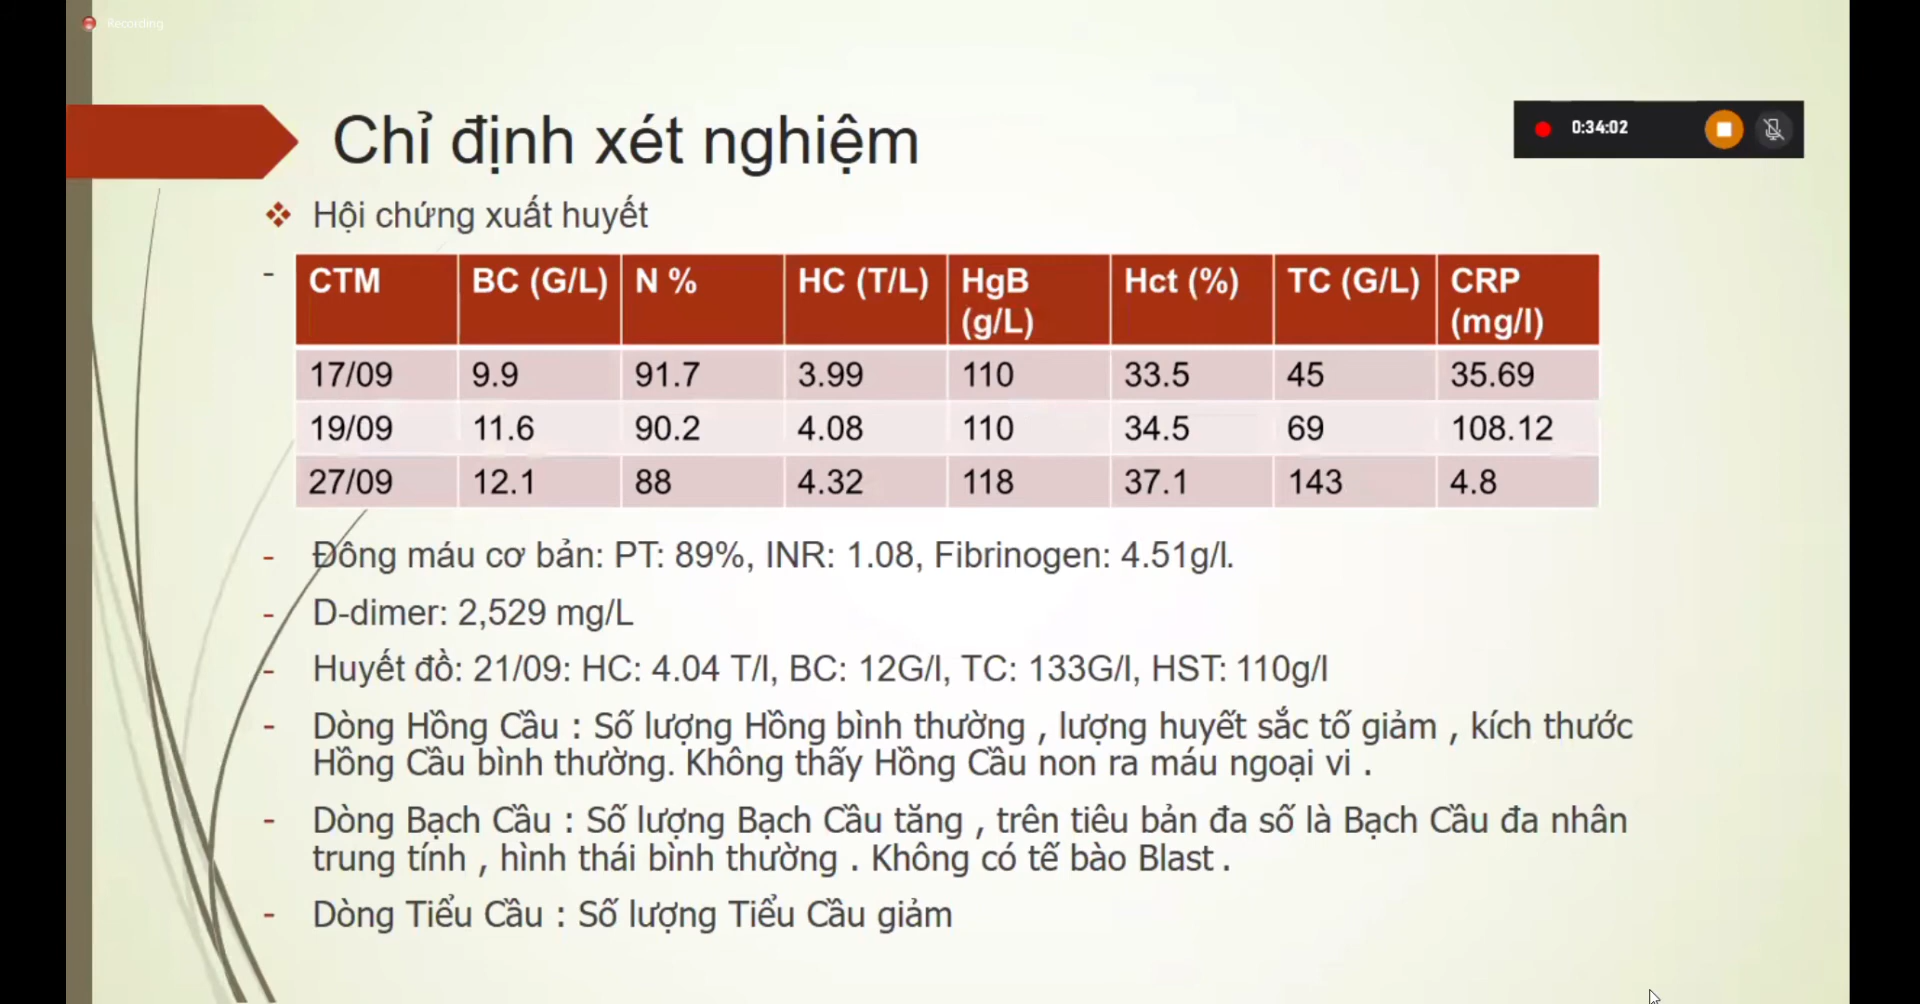 Recording
Chỉ định xét nghiệm
0:34:02
Hội chứng xuất huyết
- CTM BC (G/L) N % HC (T/L) HgB (g/L) Hct (%) TC (G/L) CRP (mg/l)
17/09 9.9 91.7 3.99 110 33.5 45 35.69
19/09 11.6 90.2 4.08 110 34.5 69 108.12
27/09 12.1 88 4.32 118 37.1 143 4.8
- Đông máu cơ bản: PT: 89%, INR: 1.08, Fibrinogen: 4.51g/l.
- D-dimer: 2,529 mg/L
- Huyết đồ: 21/09: HC: 4.04 T/l, BC: 12G/l, TC: 133G/l, HST: 110g/l
- Dòng Hồng Cầu : Số lượng Hồng bình thường , lượng huyết sắc tố giảm , kích thước
Hồng Cầu bình thường. Không thấy Hồng Cầu non ra máu ngoại vi .
- Dòng Bạch Cầu : Số lượng Bạch Cầu tăng , trên tiêu bản đa số là Bạch Cầu đa nhân
trung tính , hình thái bình thường . Không có tế bào Blast .
- Dòng Tiểu Cầu : Số lượng Tiểu Cầu giảm